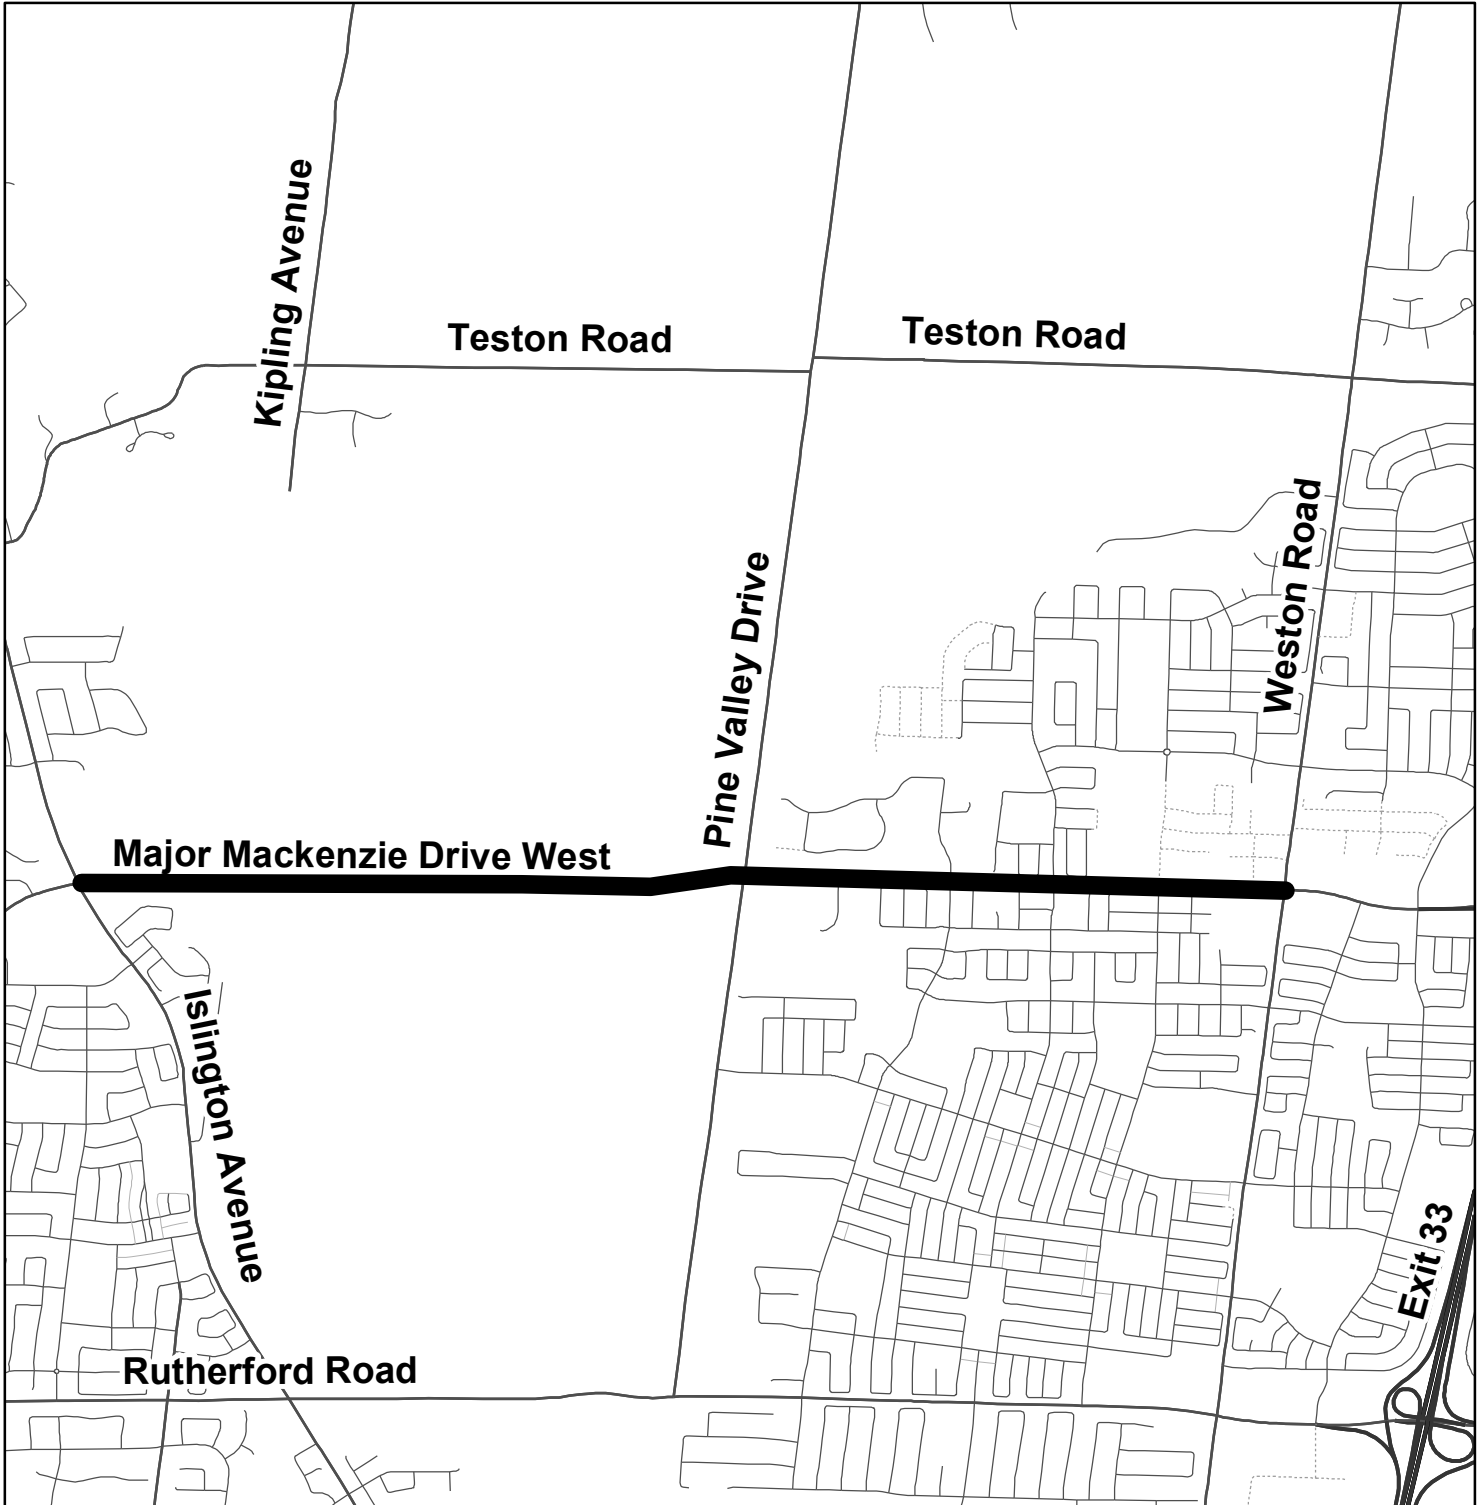 Kipling Avenue
Teston Road
Teston Road
Weston Road
Pine Valley Drive
Major Mackenzie Drive West
Islington Avenue
Exit 33
Rutherford Road